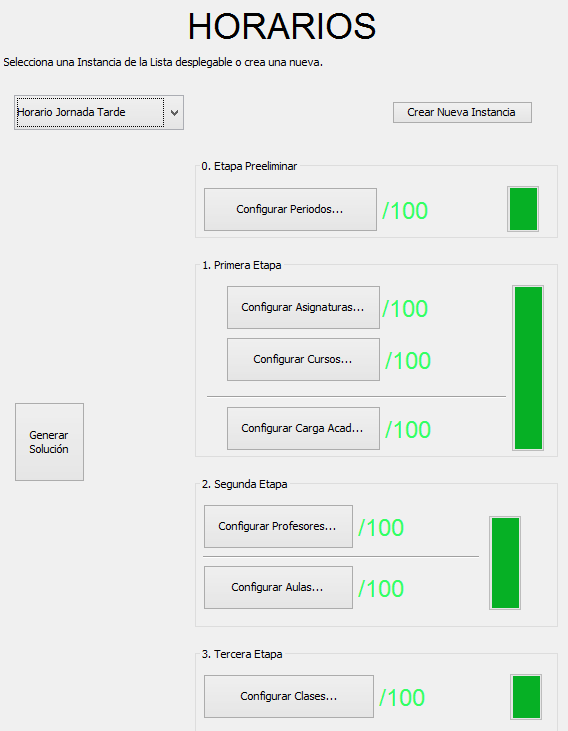 HORARIOS
Selecciona una Instancia de la Lista desplegable o crea una nueva.
Horario Jornada Tarde
Crear Nueva Instancia
0. Etapa Preeliminar
Configurar Periodos... /100
1. Primera Etapa
Configurar Asignaturas... /100
Configurar Cursos... /100
Configurar Carga Acad... /100
Generar
Solución
2. Segunda Etapa
Configurar Profesores... /100
Configurar Aulas... /100
3. Tercera Etapa
Configurar Clases... /100